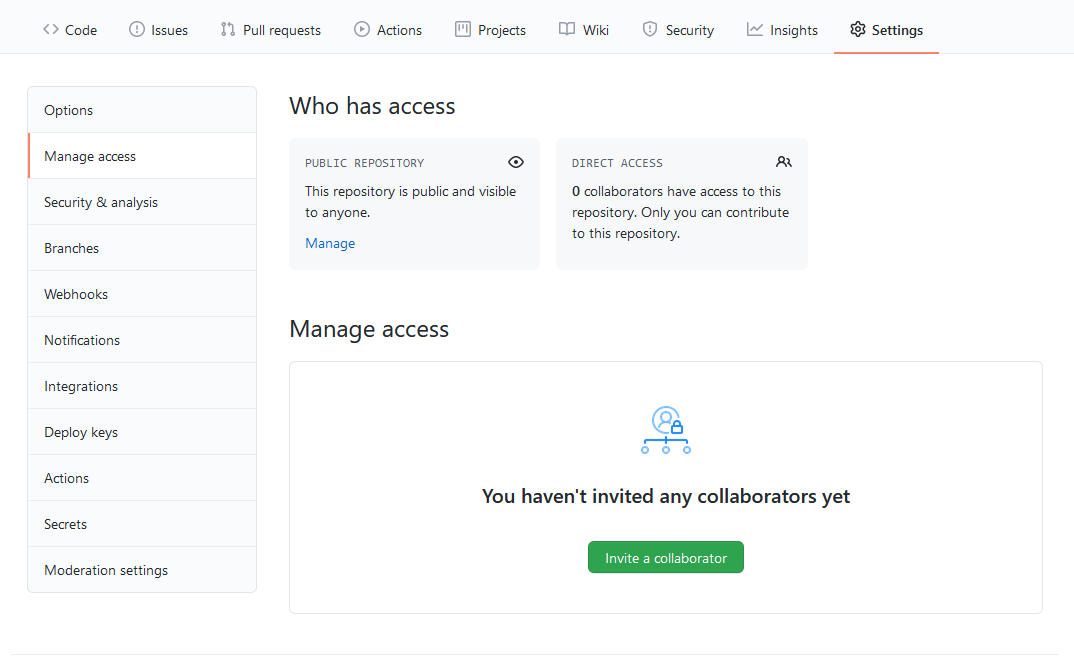 Code Issues Pull requests Actions Projects Wiki Security Insights Settings
Options
Manage access
Security & analysis
Branches
Webhooks
Notifications
Integrations
Deploy keys
Actions
Secrets
Moderation settings
Who has access
PUBLIC REPOSITORY
This repository is public and visible
to anyone.
Manage
DIRECT ACCESS
0 collaborators have access to this
repository. Only you can contribute
to this repository.
Manage access
You haven't invited any collaborators yet
Invite a collaborator